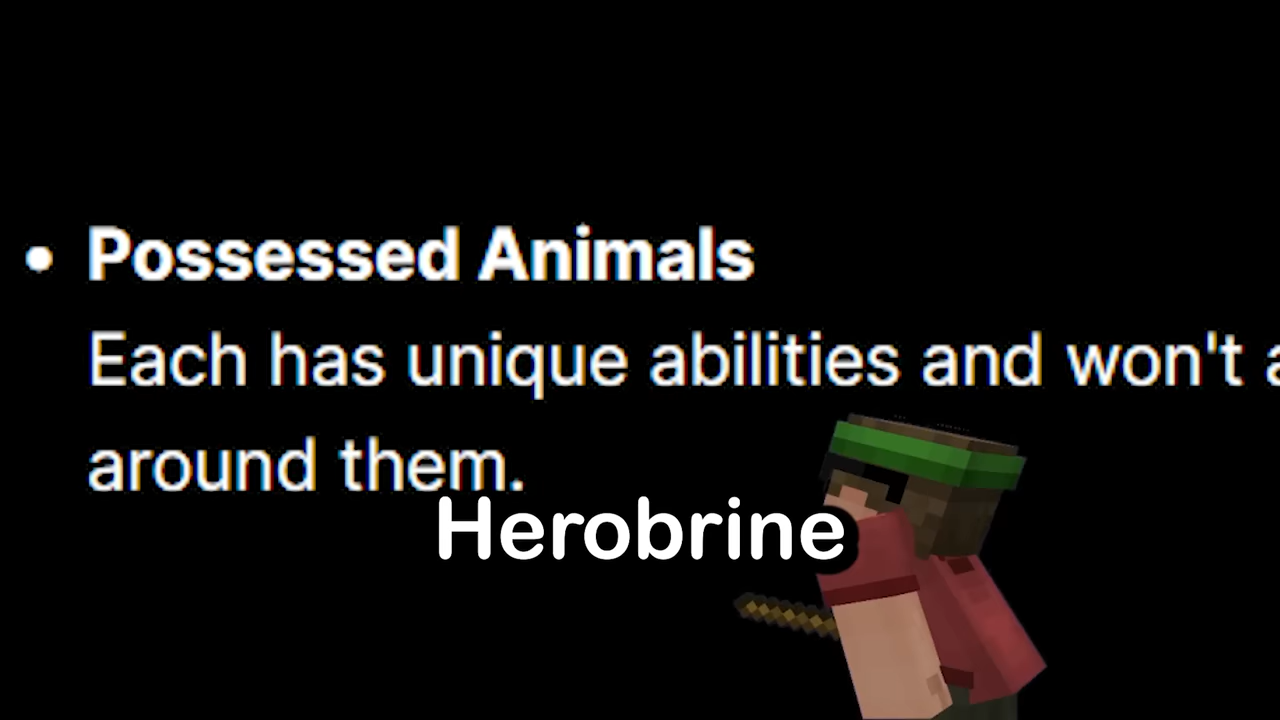 • Possessed Animals
Each has unique abilities and won't a
around them.
Herobrine